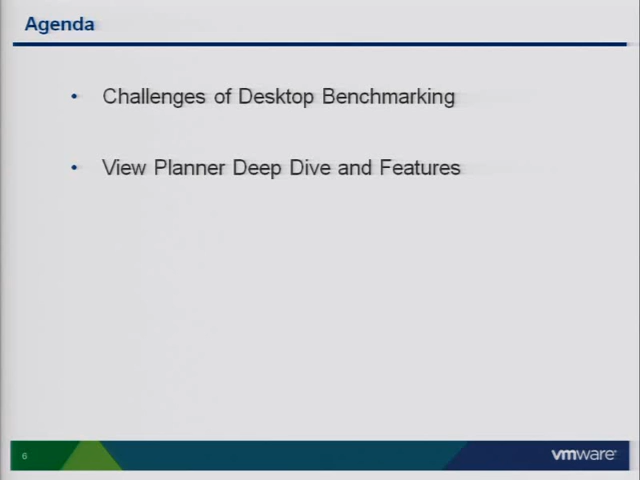 Agenda
• Challenges of Desktop Benchmarking
• View Planner Deep Dive and Features
6
vmware